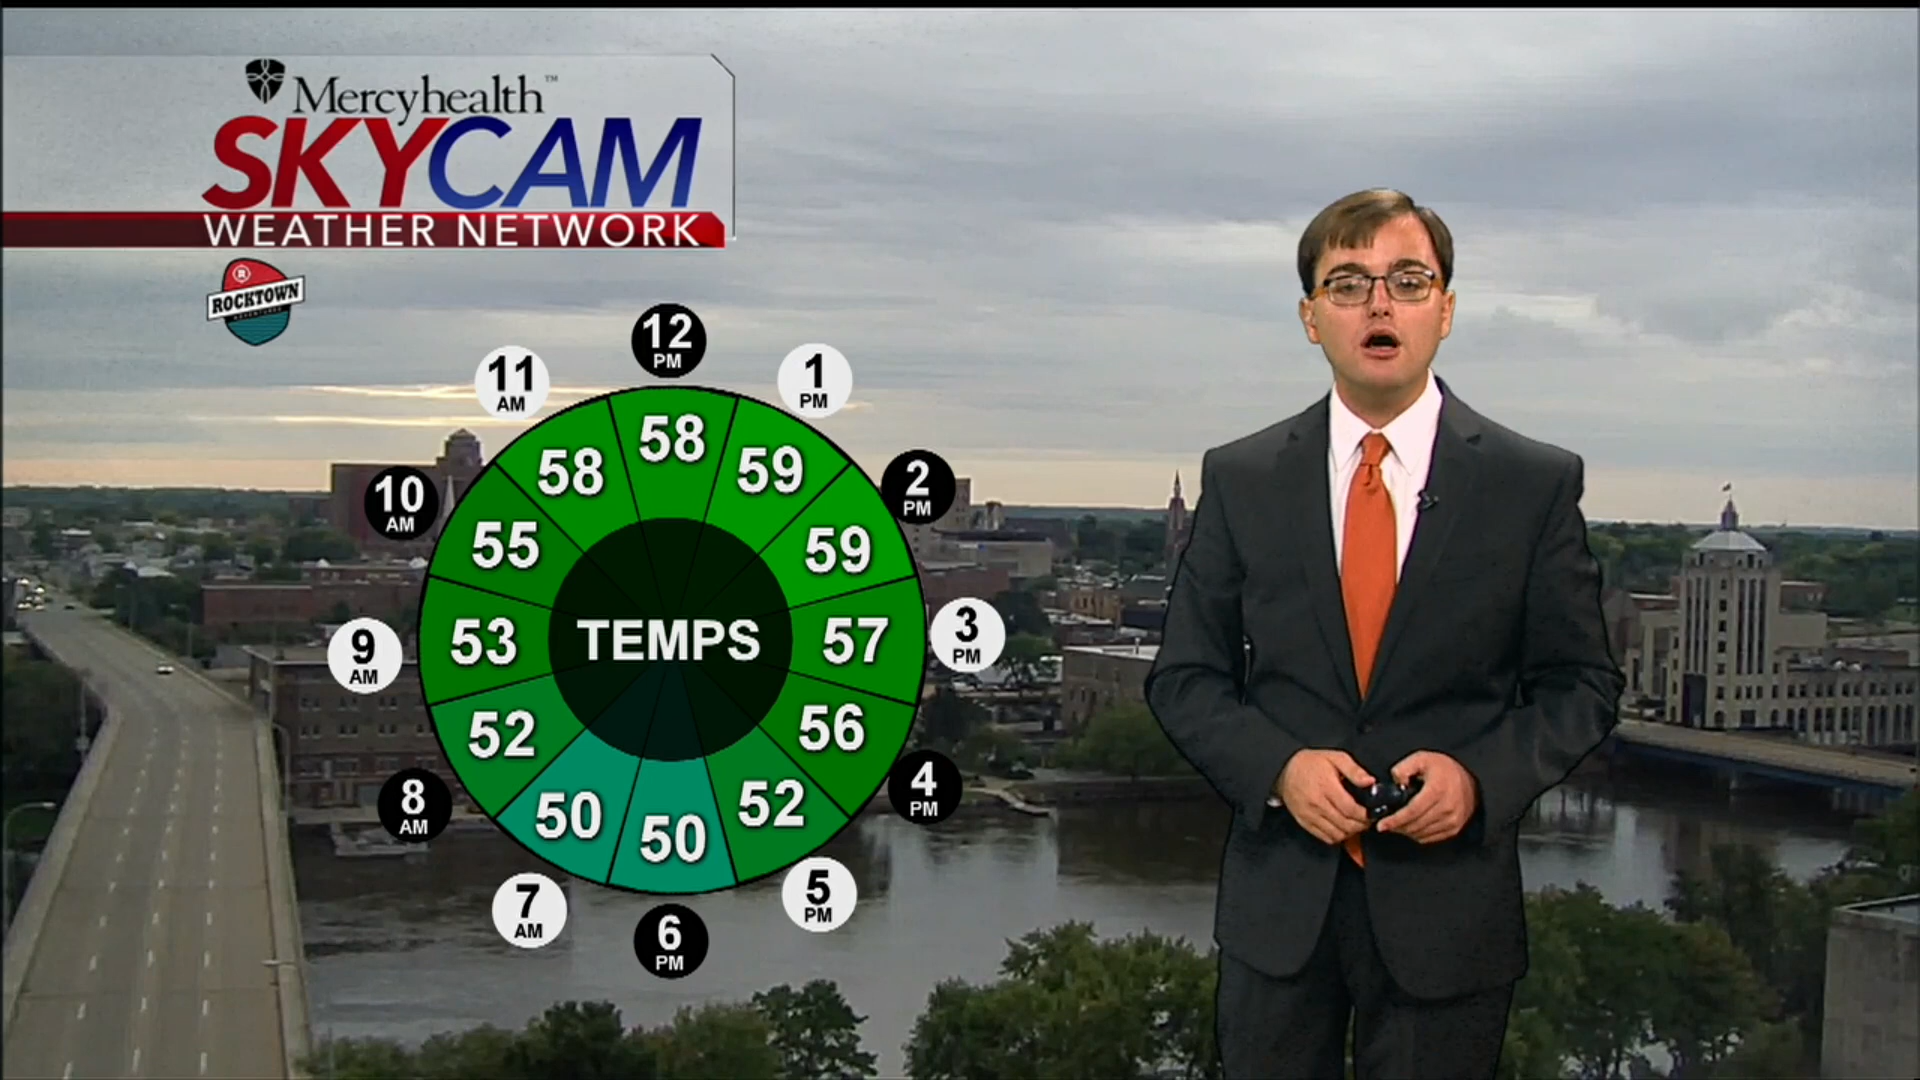 Mercyhealth™
SKYCAM
WEATHER NETWORK
R
ROCKTOWN
ADVENTURES
12
PM
58
1
PM
59
2
PM
59
3
PM
57
4
PM
56
5
PM
52
6
PM
50
7
AM
50
8
AM
52
9
AM
53
10
AM
55
11
AM
58
TEMPS